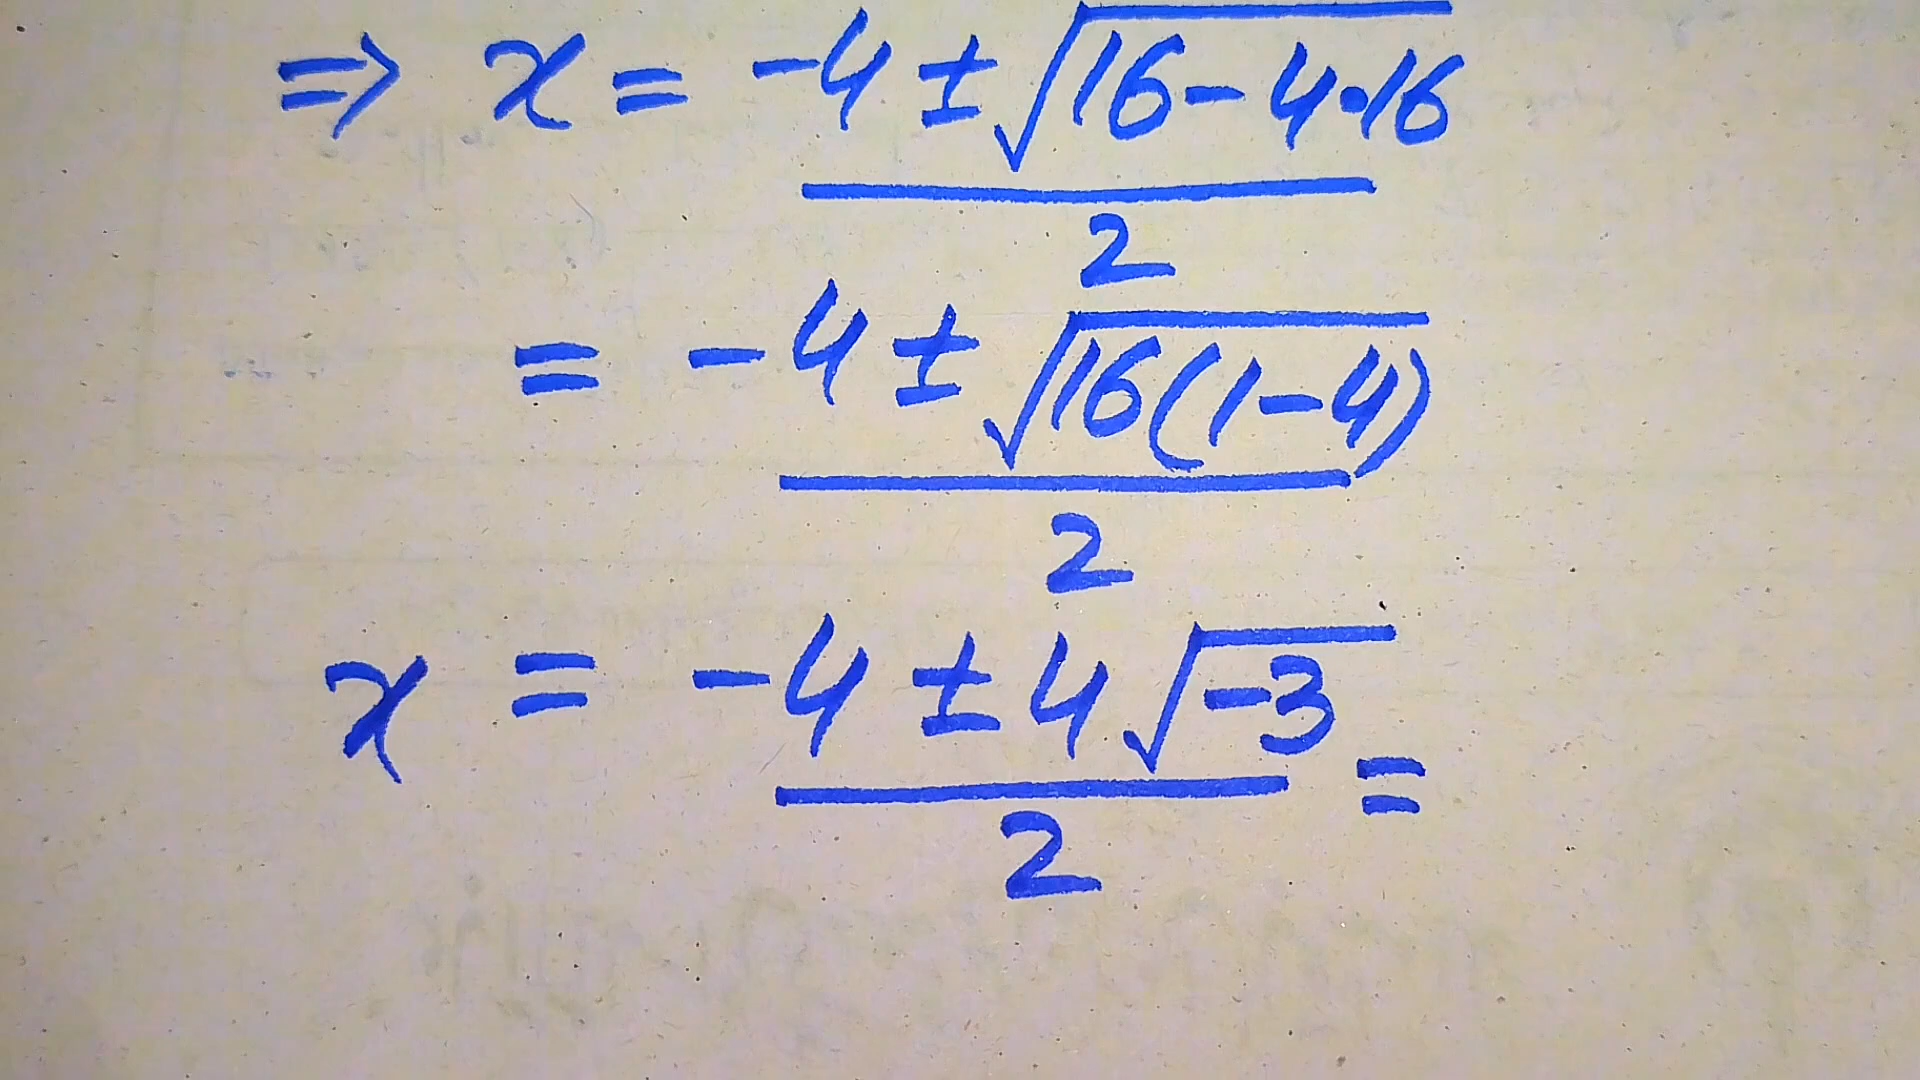 ⇒ x = (-4 ± √(16 - 4·16))/2
= (-4 ± √(16(1-4)))/2
x = (-4 ± 4√(-3))/2 =